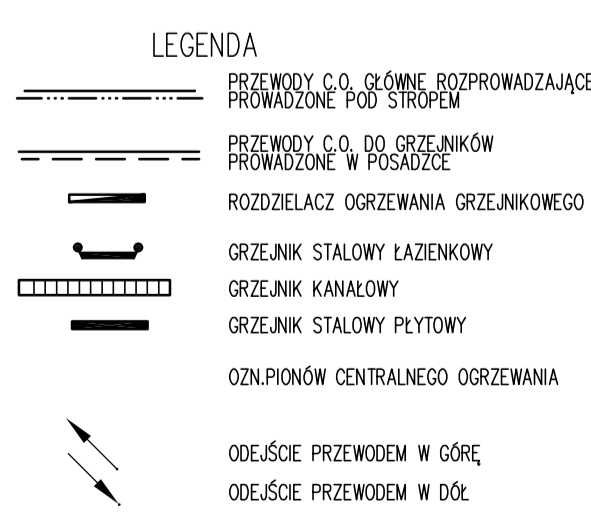 LEGENDA
PRZEWODY C.O. GŁÓWNE ROZPROWADZAJĄCE
PROWADZONE POD STROPEM
PRZEWODY C.O. DO GRZEJNIKÓW
PROWADZONE W POSADZCE
ROZDZIELACZ OGRZEWANIA GRZEJNIKOWEGO
GRZEJNIK STALOWY ŁAZIENKOWY
GRZEJNIK KANAŁOWY
GRZEJNIK STALOWY PŁYTOWY
OZN.PIONÓW CENTRALNEGO OGRZEWANIA
ODEJŚCIE PRZEWODEM W GÓRĘ
ODEJŚCIE PRZEWODEM W DÓŁ